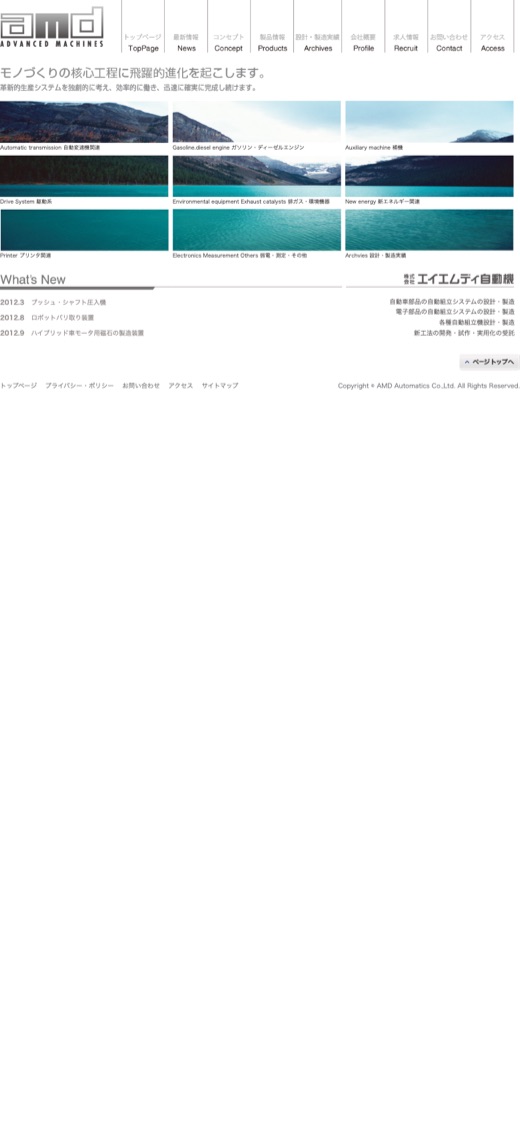 amd
ADVANCED MACHINES
トップページ 最新情報 コンセプト 製品情報 設計・製造実績 会社概要 求人情報 お問い合わせ アクセス
TopPage News Concept Products Archives Profile Recruit Contact Access
モノづくりの核心工程に飛躍的進化を起こします。
革新的生産システムを独創的に考え、効率的に働き、迅速に確実に完成し続けます。
Automatic transmission 自動変速機関連 Gasoline.diesel engine ガソリン・ディーゼルエンジン Auxiliary machine 補機
Drive System 駆動系 Environmental equipment Exhaust catalysts 排ガス・環境機器 New energy 新エネルギー関連
Printer プリンタ関連 Electronics Measurement Others 弱電・測定・その他 Archvies 設計・製造実績
What's New
株式会社 エイエムディ自動機
2012.3 ブッシュ・シャフト圧入機
2012.8 ロボットバリ取り装置
2012.9 ハイブリッド車モータ用磁石の製造装置
自動車部品の自動組立システムの設計・製造
電子部品の自動組立システムの設計・製造
各種自動組立機設計・製造
新工法の開発・試作・実用化の受託
ページトップへ
トップページ プライバシー・ポリシー お問い合わせ アクセス サイトマップ
Copyright © AMD Automatics Co.,Ltd. All Rights Reserved.